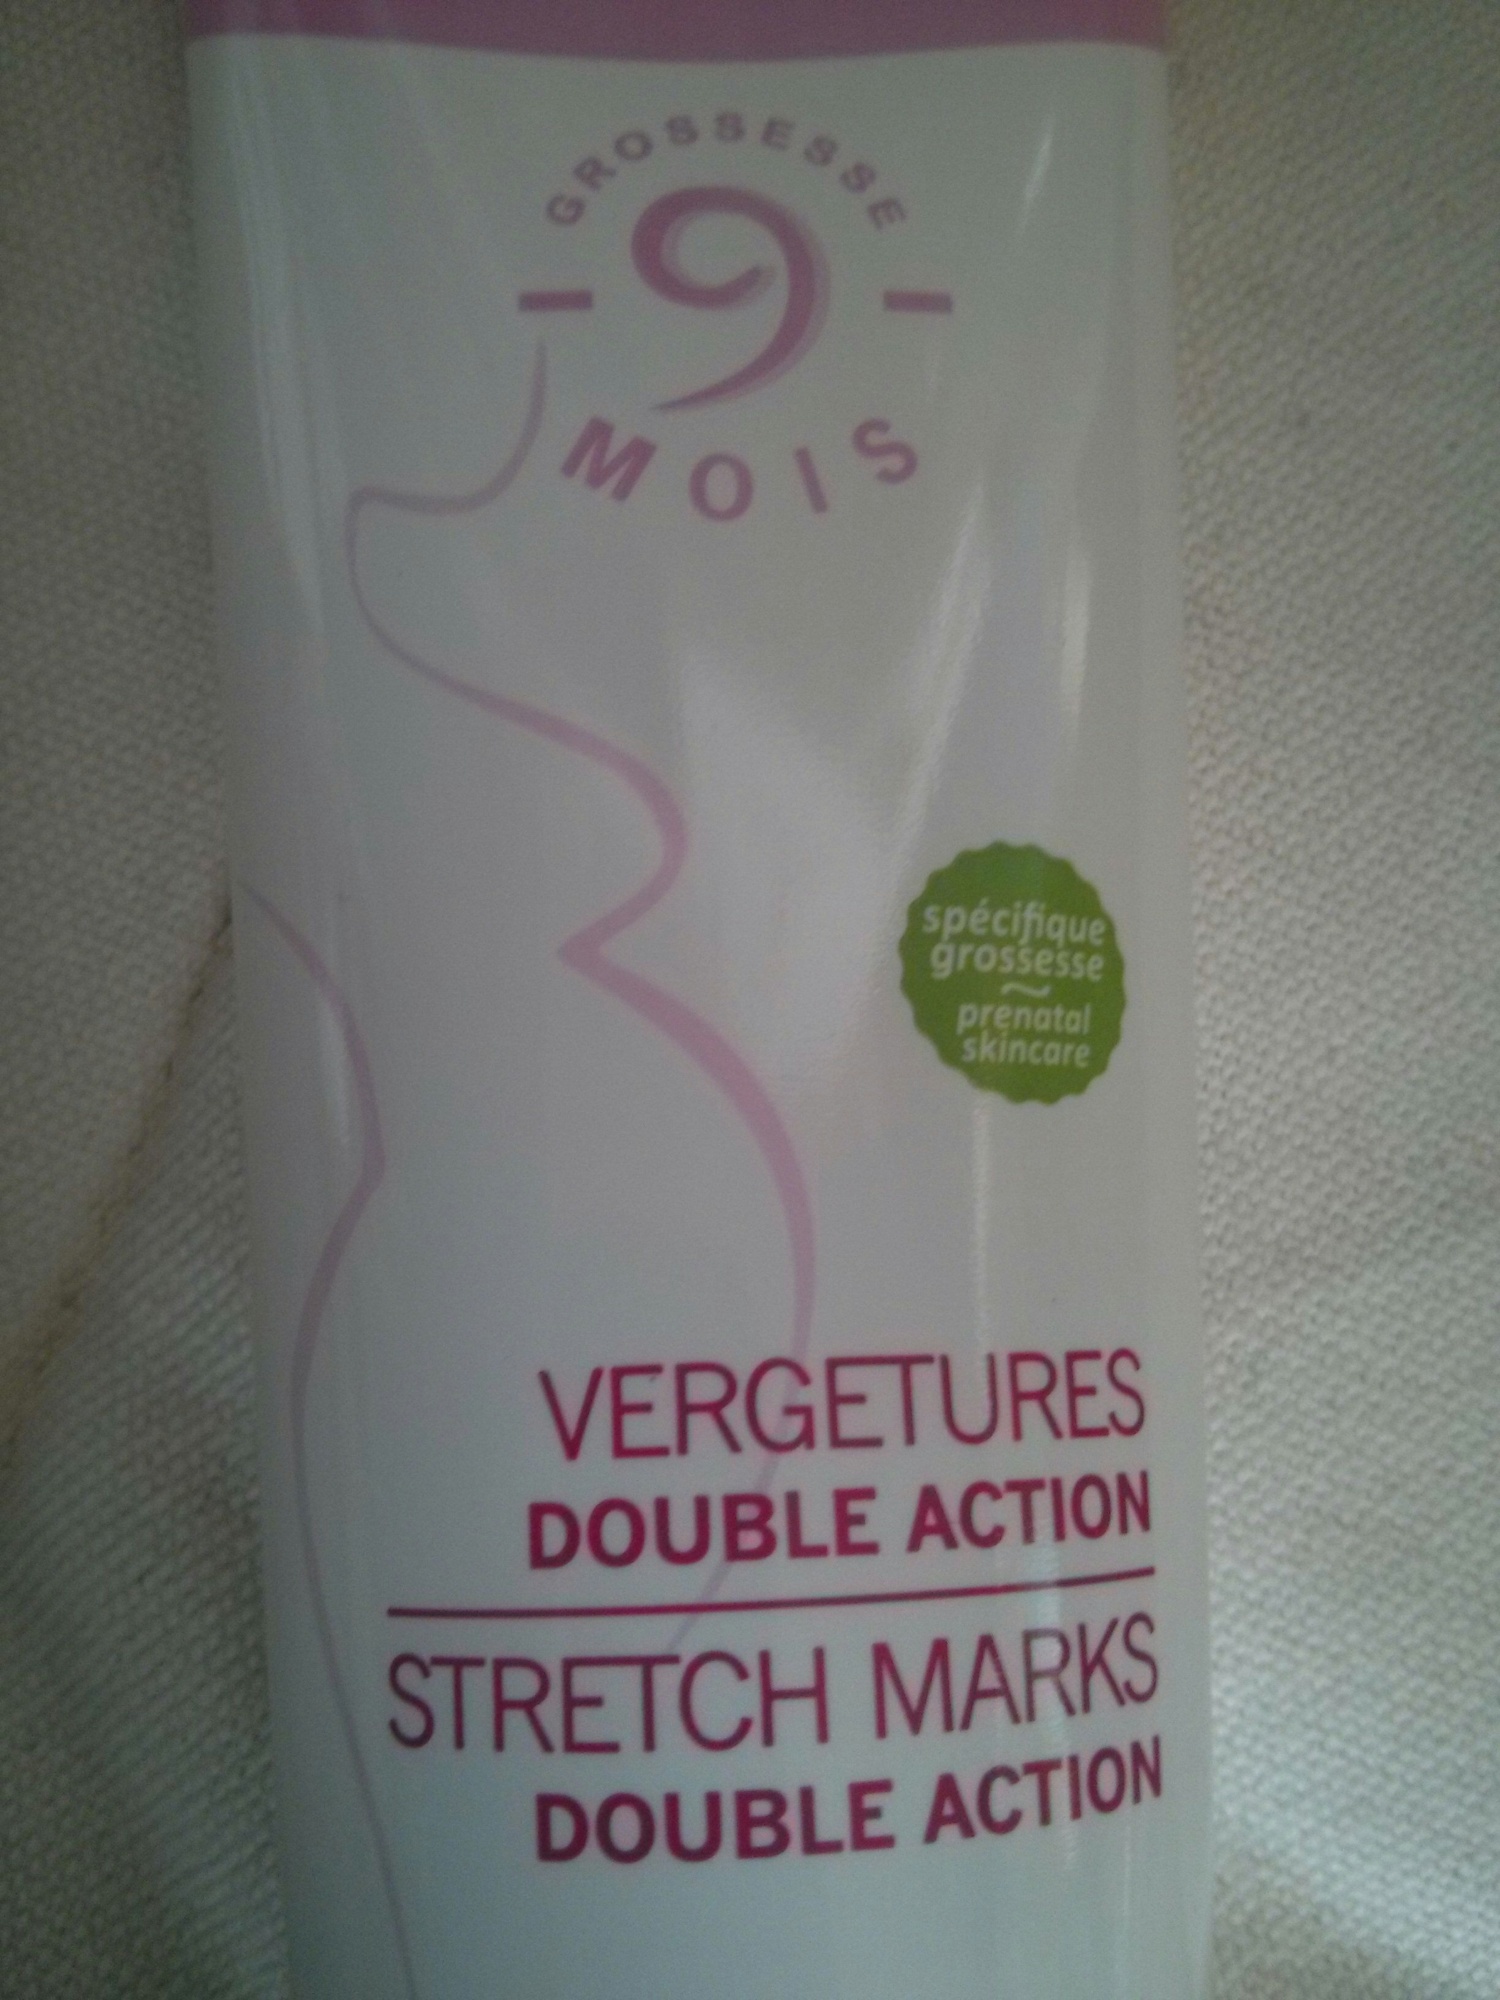 GROSSESSE
- 9 -
MOIS
spécifique
grossesse
~
prenatal
skincare
VERGETURES
DOUBLE ACTION
STRETCH MARKS
DOUBLE ACTION